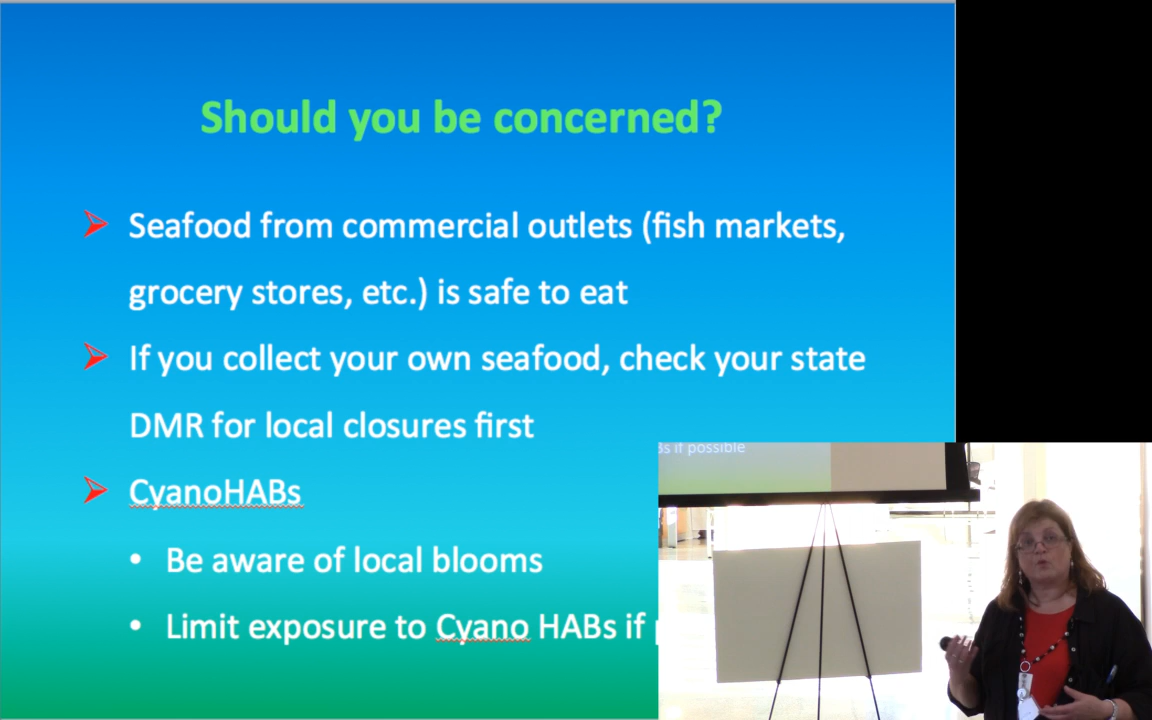 Should you be concerned?
Seafood from commercial outlets (fish markets,
grocery stores, etc.) is safe to eat
If you collect your own seafood, check your state
DMR for local closures first
CyanoHABs
Be aware of local blooms
Limit exposure to Cyano HABs if
if possible